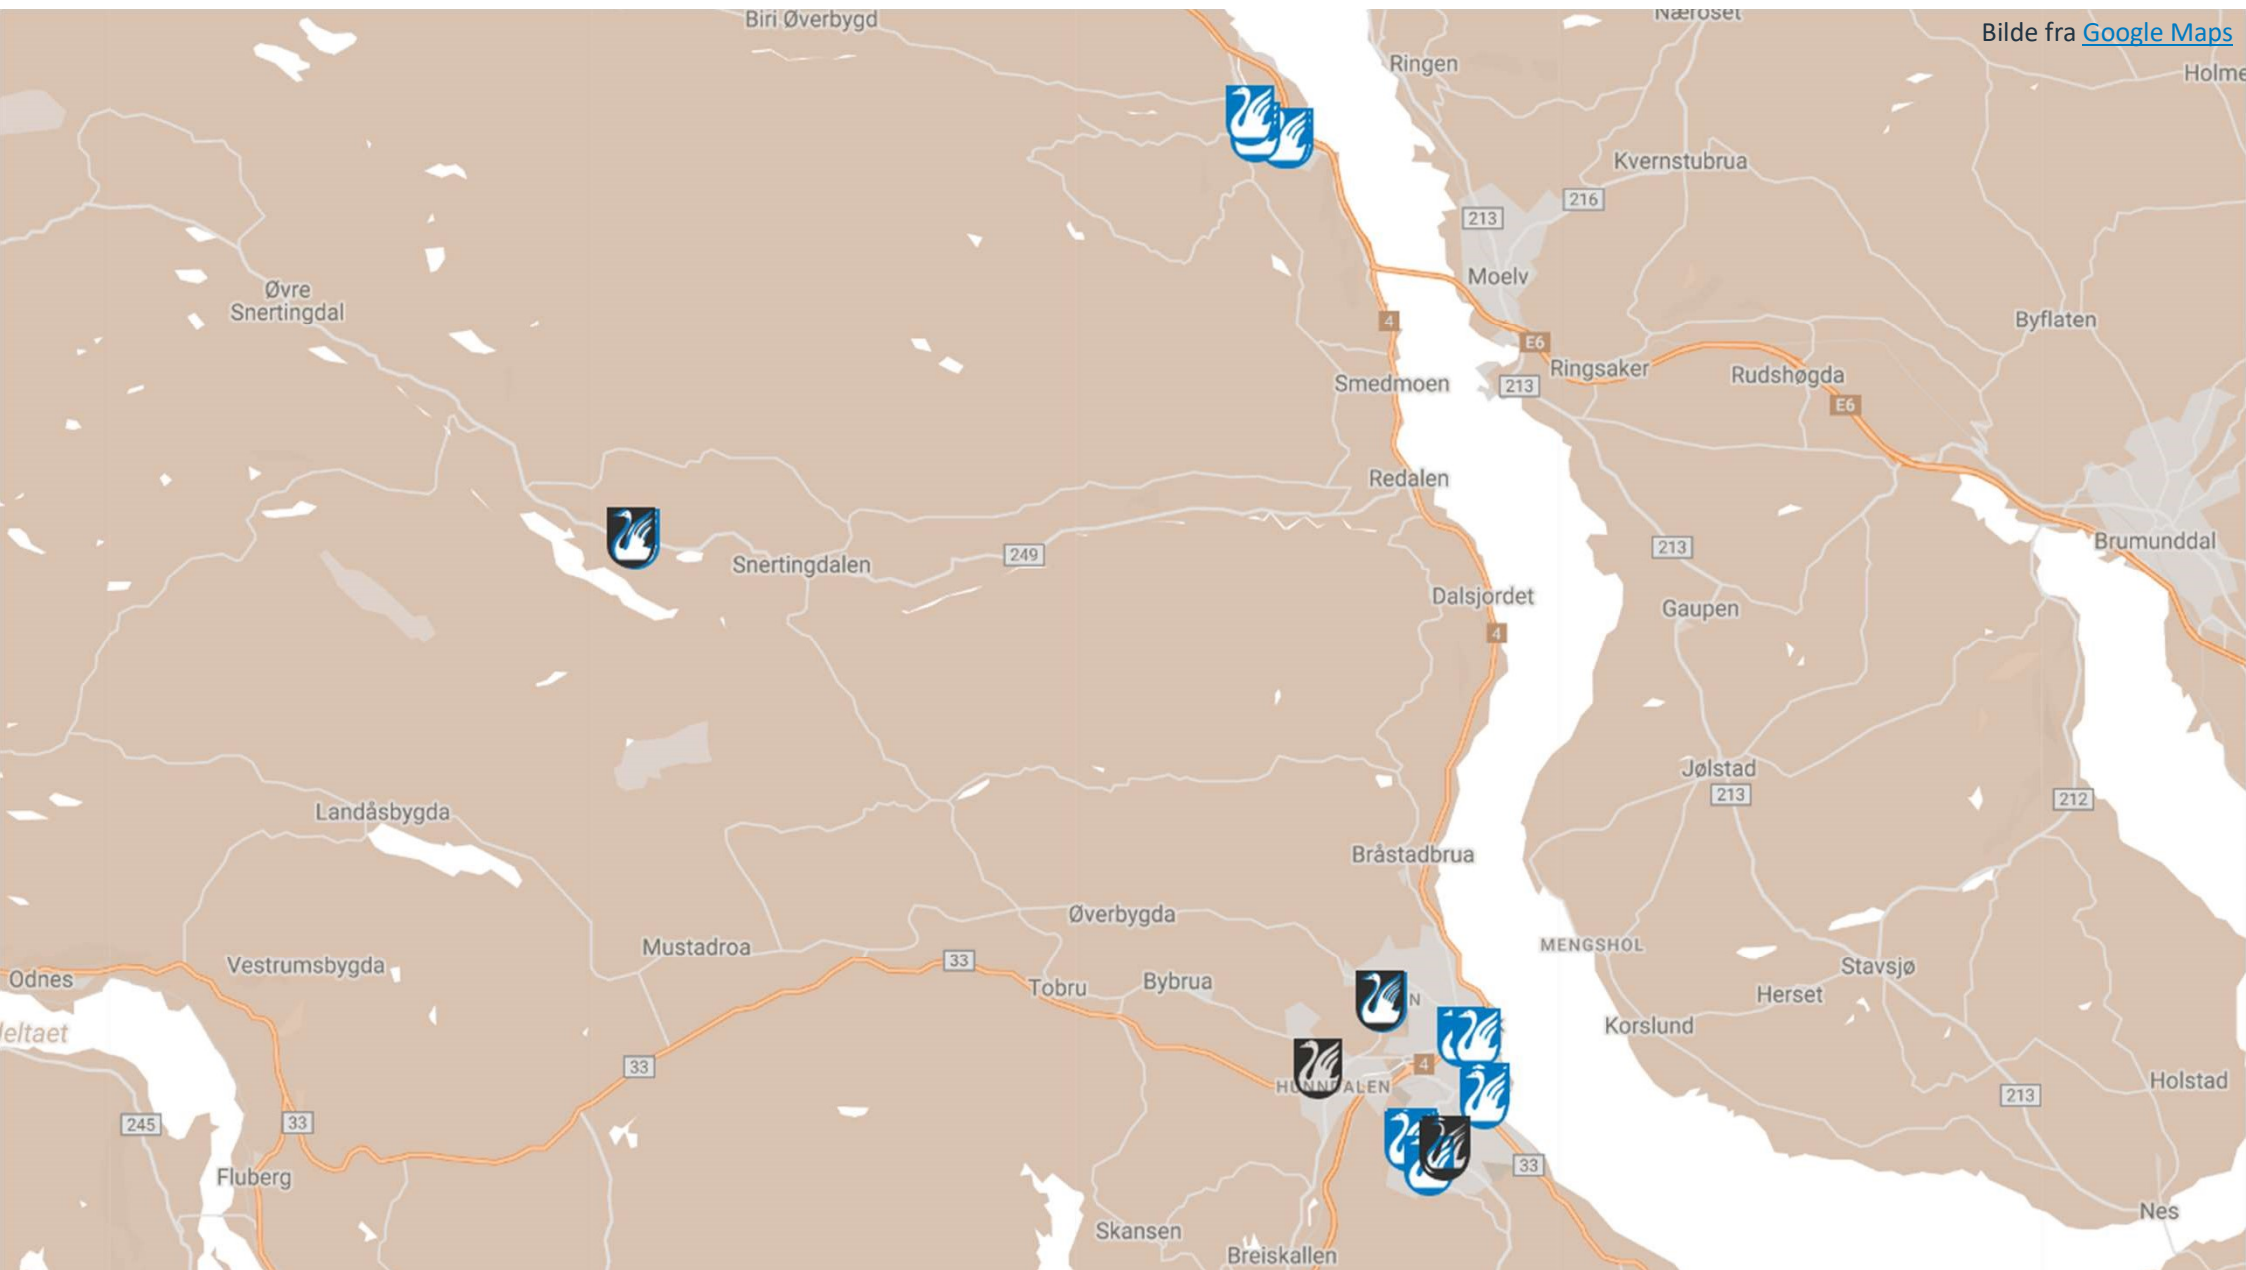 Biri Øverbygd
Næroset
Bilde fra Google Maps
Ringen
Holme
Kvernstubrua
216
213
Moelv
Øvre
Snertingdal
4
Byflaten
E6
Ringsaker
Rudshøgda
Smedmoen
213
E6
Redalen
Brumunddal
213
249
Snertingdalen
Dalsjordet
Gaupen
4
Jølstad
213
212
Landåsbygda
Bråstadbrua
Øverbygda
Mustadroa
MENGSHOL
33
Vestrumsbygda
Stavsjø
Odnes
Bybrua
Tobru
Herset
N
Korslund
leltaet
33
4
HUNNDALEN
Holstad
213
245
33
33
Fluberg
Nes
Skansen
Breiskallen